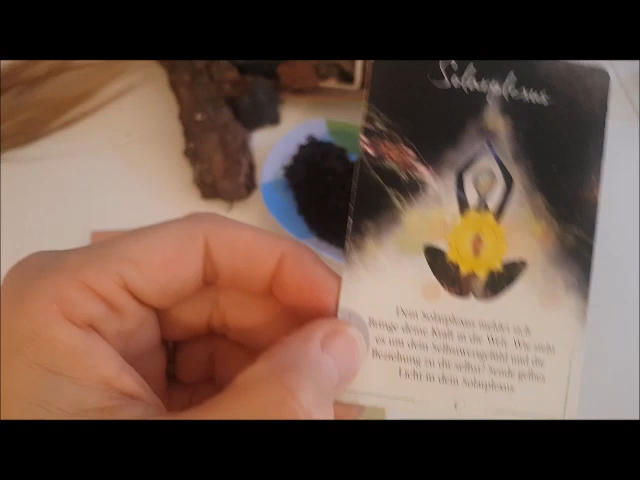 Solarplexus
Dein Solarplexus meldet sich
Bringe deine Kraft in die Welt. Wie steht
es um dein Selbstwertgefühl und die
Beziehung zu dir selbst? Sende gelbes
Licht in dein Solarplexus